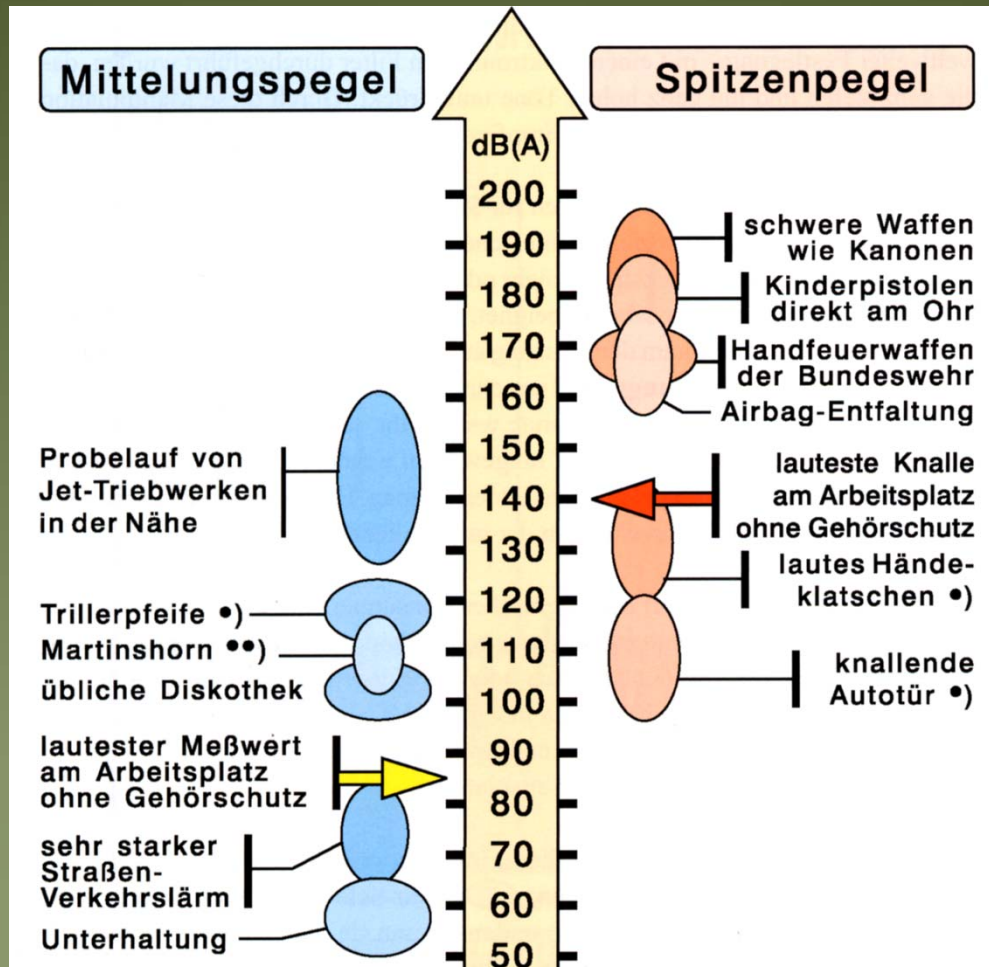 Mittelungspegel
Probelauf von
Jet-Triebwerken
in der Nähe
Trillerpfeife •)
Martinshorn ••)
übliche Diskothek
lautester Meßwert
am Arbeitsplatz
ohne Gehörschutz
sehr starker
Straßen-
Verkehrslärm
Unterhaltung
dB(A)
200
190
180
170
160
150
140
130
120
110
100
90
80
70
60
50
Spitzenpegel
schwere Waffen
wie Kanonen
Kinderpistolen
direkt am Ohr
Handfeuerwaffen
der Bundeswehr
Airbag-Entfaltung
lauteste Knalle
am Arbeitsplatz
ohne Gehörschutz
lautes Hände-
klatschen •)
knallende
Autotür •)